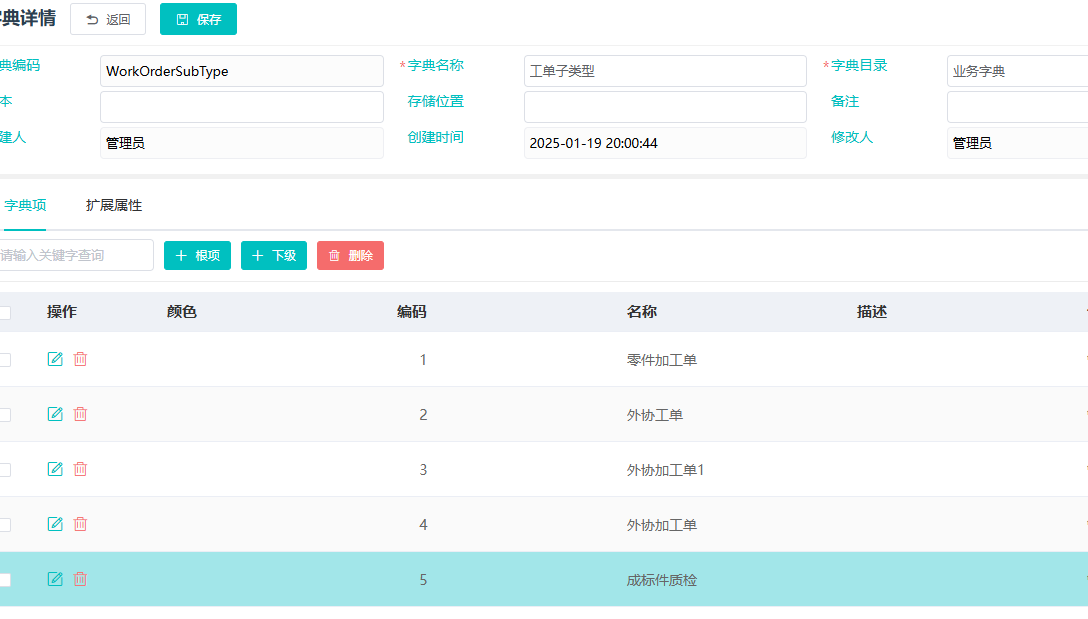 字典详情 返回 保存
典编码 WorkOrderSubType *字典名称 工单子类型 *字典目录 业务字典
本 存储位置 备注
建人 管理员 创建时间 2025-01-19 20:00:44 修改人 管理员
字典项 扩展属性
请输入关键字查询 根项 下级 删除
操作 颜色 编码 名称 描述
1 零件加工单
2 外协工单
3 外协加工单1
4 外协加工单
5 成标件质检